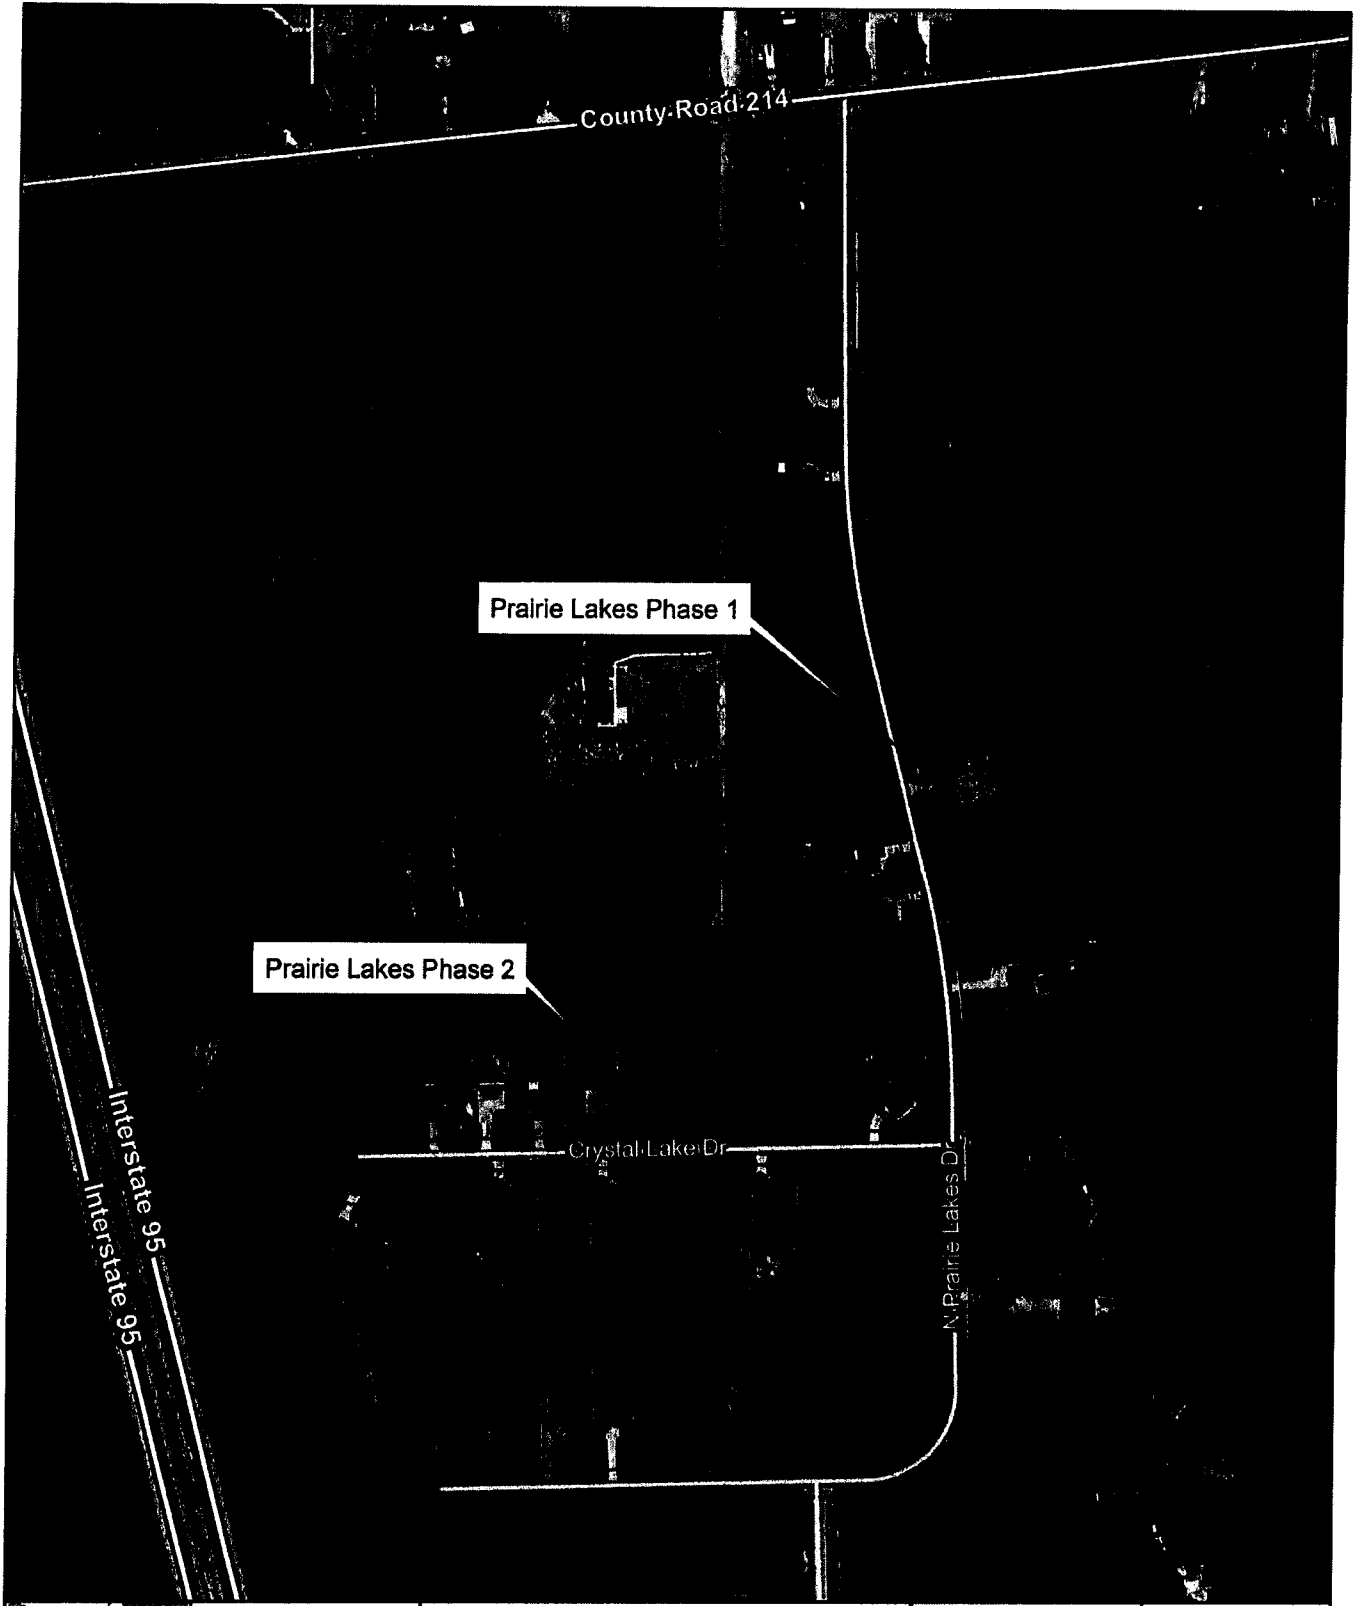 County Road 214
Prairie Lakes Phase 1
Prairie Lakes Phase 2
Interstate 95
Interstate 95
Crystal Lake Dr
N Prairie Lakes Dr